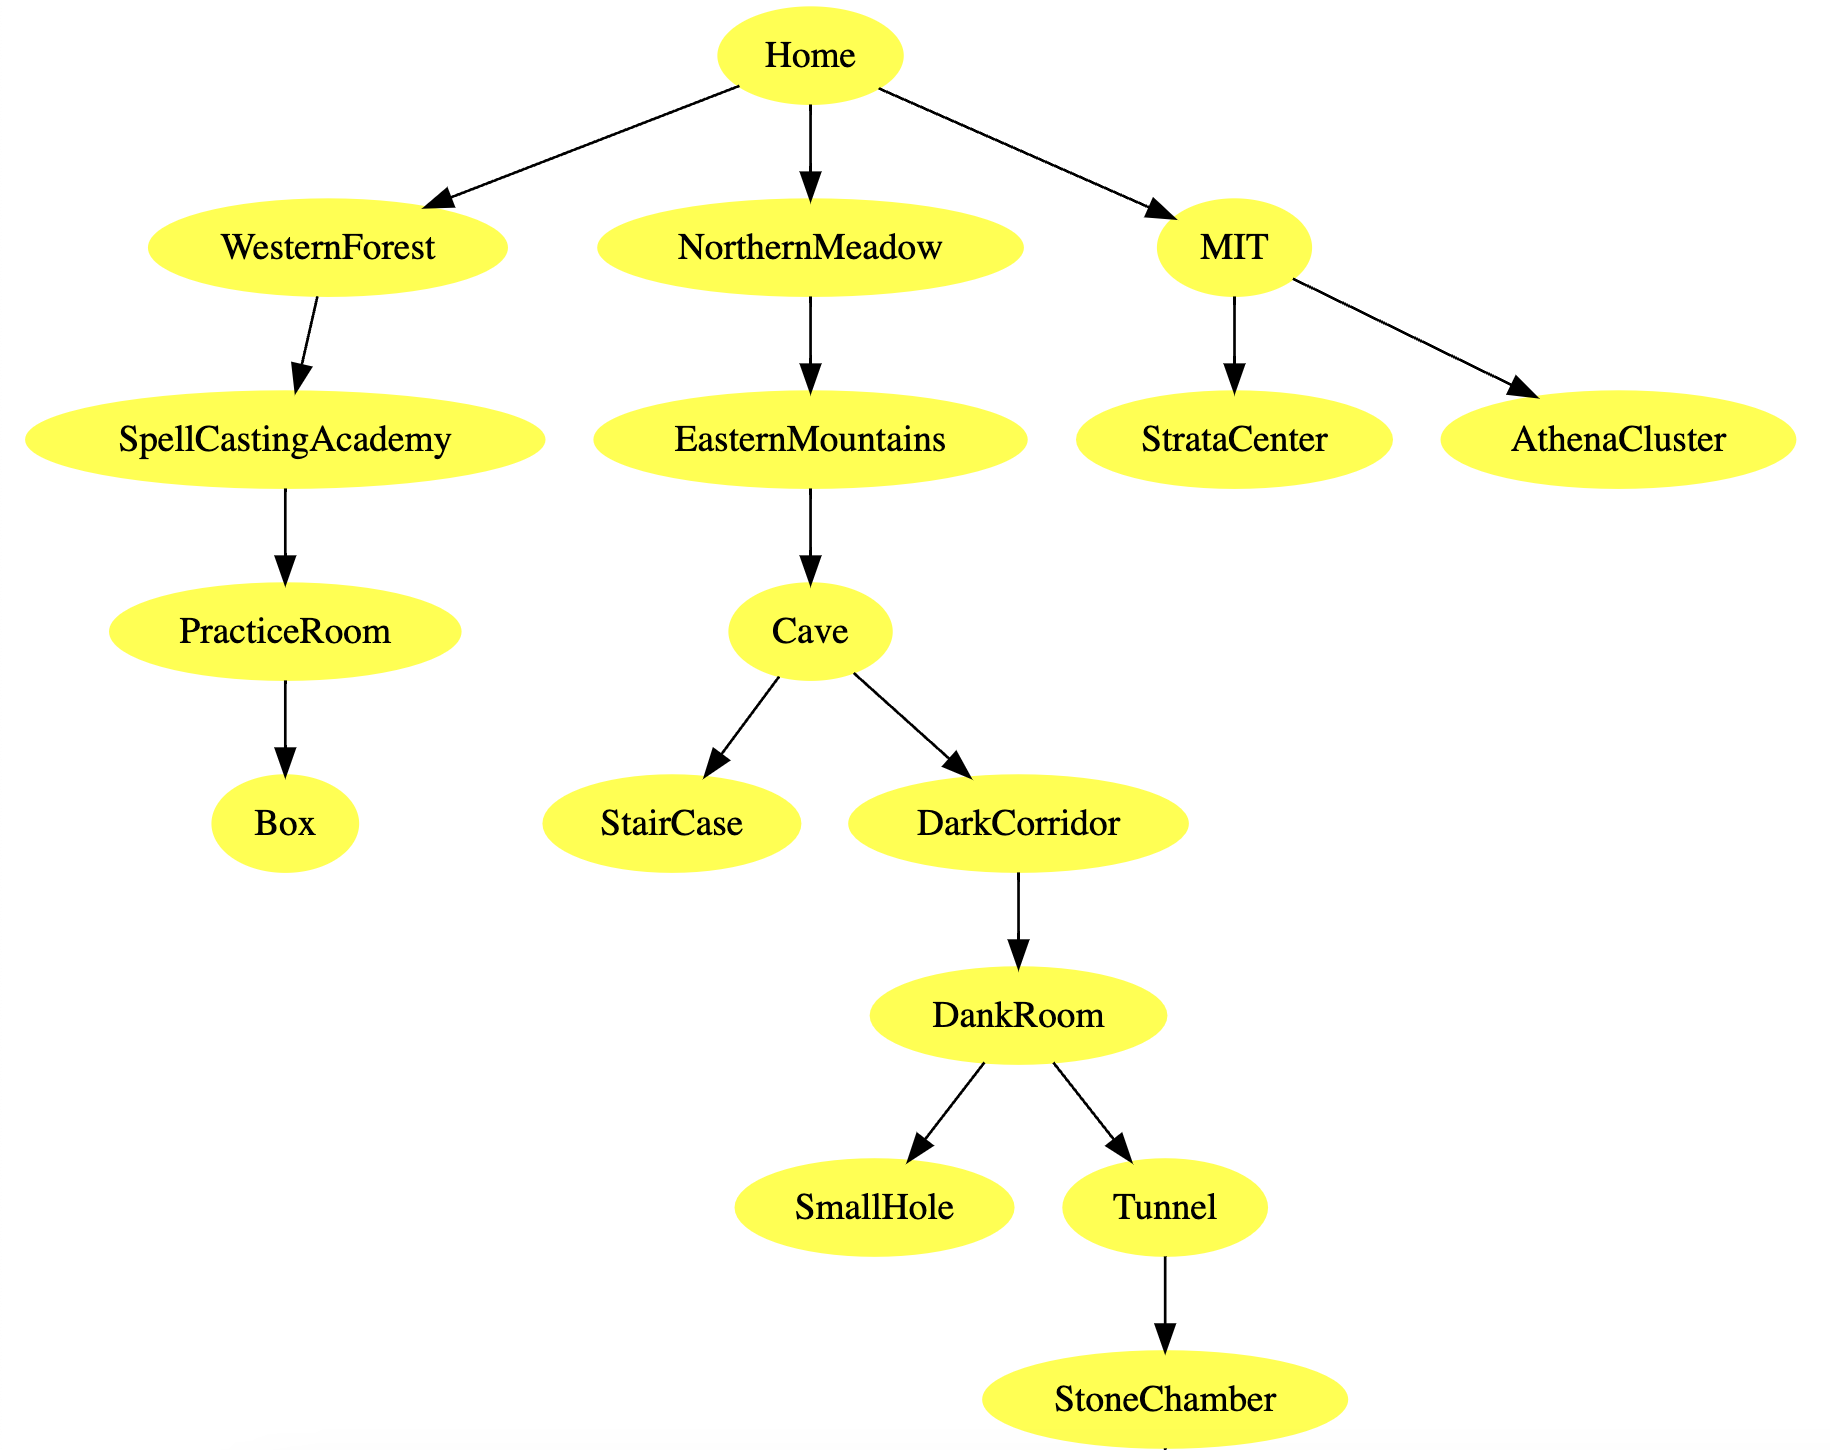 Home
WesternForest
NorthernMeadow
MIT
SpellCastingAcademy
EasternMountains
StrataCenter
AthenaCluster
PracticeRoom
Cave
Box
StairCase
DarkCorridor
DankRoom
SmallHole
Tunnel
StoneChamber